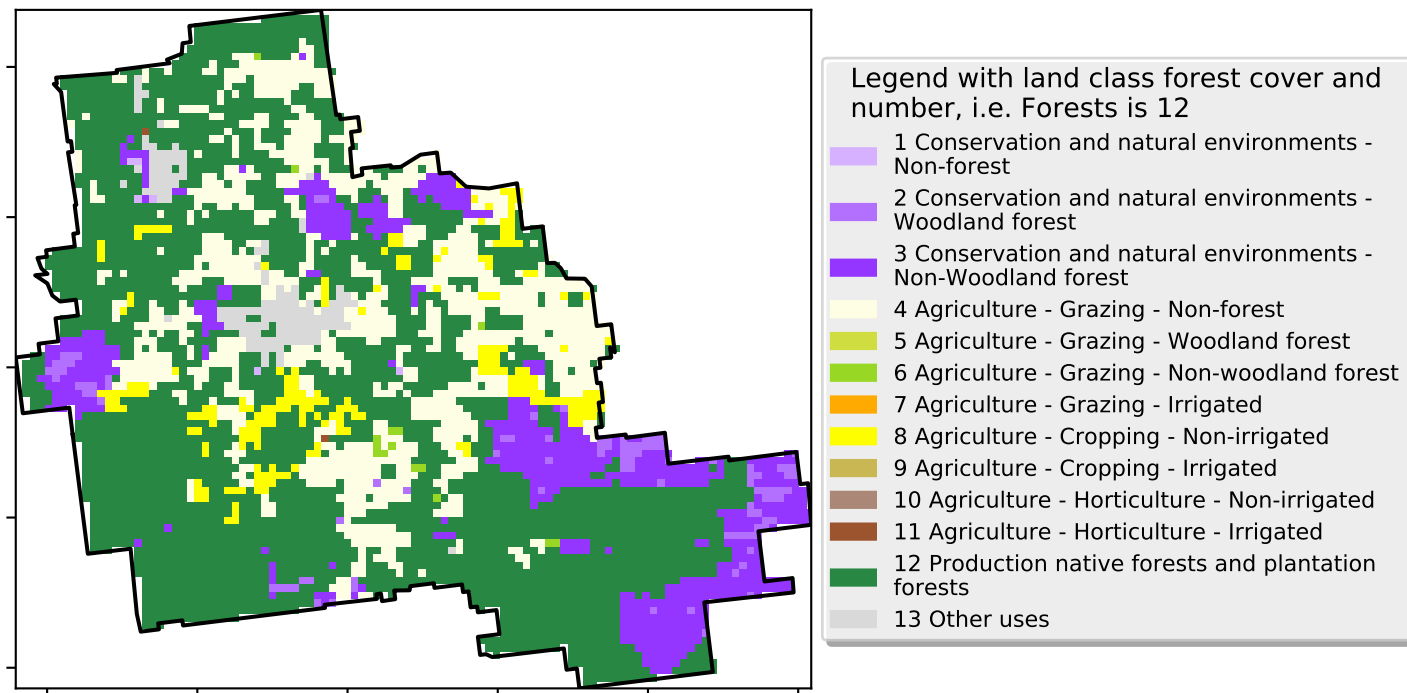 Legend with land class forest cover and
number, i.e. Forests is 12
1 Conservation and natural environments -
Non-forest
2 Conservation and natural environments -
Woodland forest
3 Conservation and natural environments -
Non-Woodland forest
4 Agriculture - Grazing - Non-forest
5 Agriculture - Grazing - Woodland forest
6 Agriculture - Grazing - Non-woodland forest
7 Agriculture - Grazing - Irrigated
8 Agriculture - Cropping - Non-irrigated
9 Agriculture - Cropping - Irrigated
10 Agriculture - Horticulture - Non-irrigated
11 Agriculture - Horticulture - Irrigated
12 Production native forests and plantation
forests
13 Other uses